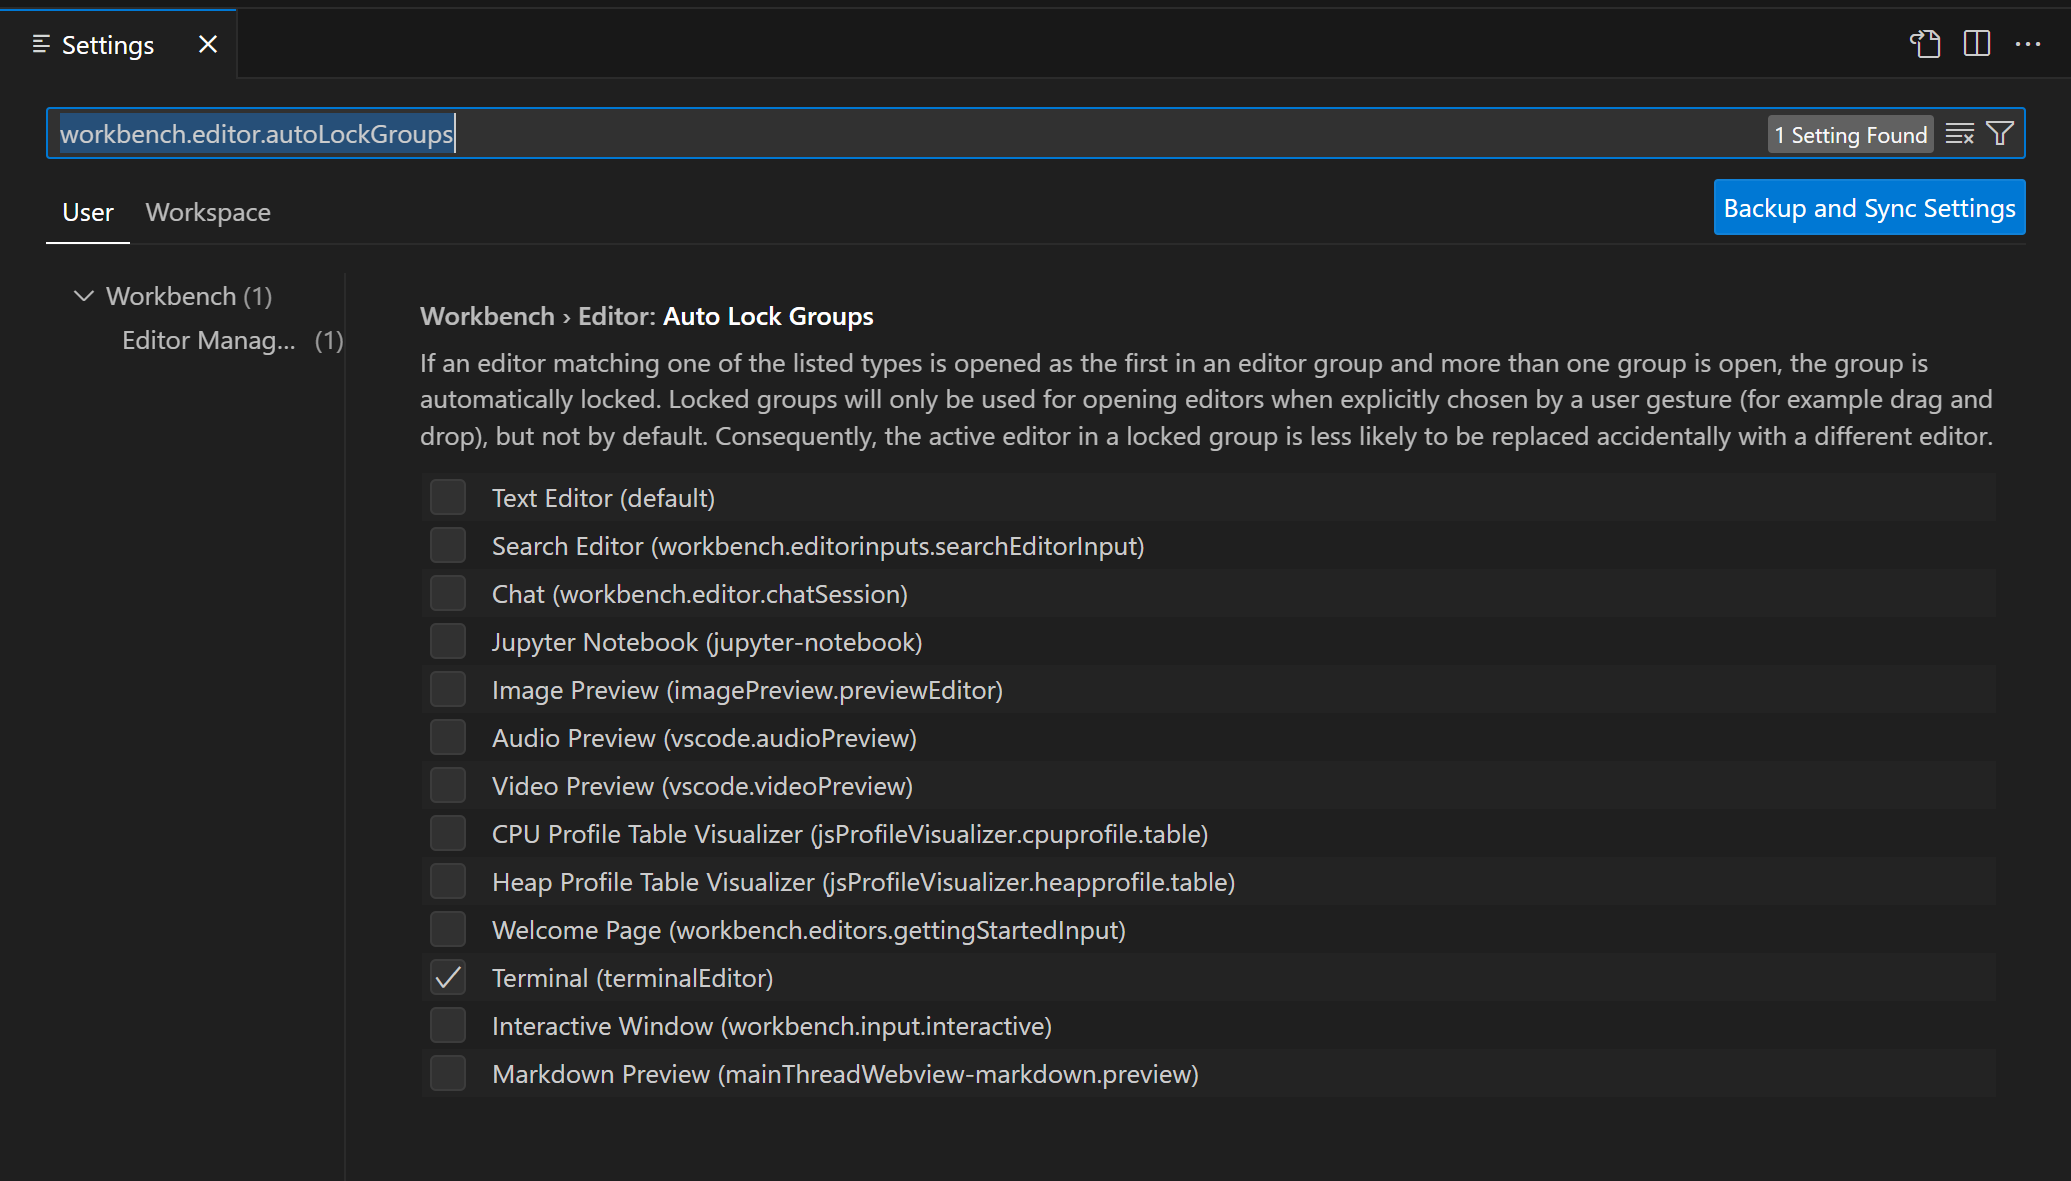 Settings
workbench.editor.autoLockGroups
1 Setting Found
User Workspace
Backup and Sync Settings
Workbench (1)
Editor Manag... (1)
Workbench › Editor: Auto Lock Groups
If an editor matching one of the listed types is opened as the first in an editor group and more than one group is open, the group is
automatically locked. Locked groups will only be used for opening editors when explicitly chosen by a user gesture (for example drag and
drop), but not by default. Consequently, the active editor in a locked group is less likely to be replaced accidentally with a different editor.
Text Editor (default)
Search Editor (workbench.editorinputs.searchEditorInput)
Chat (workbench.editor.chatSession)
Jupyter Notebook (jupyter-notebook)
Image Preview (imagePreview.previewEditor)
Audio Preview (vscode.audioPreview)
Video Preview (vscode.videoPreview)
CPU Profile Table Visualizer (jsProfileVisualizer.cpuprofile.table)
Heap Profile Table Visualizer (jsProfileVisualizer.heapprofile.table)
Welcome Page (workbench.editors.gettingStartedInput)
Terminal (terminalEditor)
Interactive Window (workbench.input.interactive)
Markdown Preview (mainThreadWebview-markdown.preview)